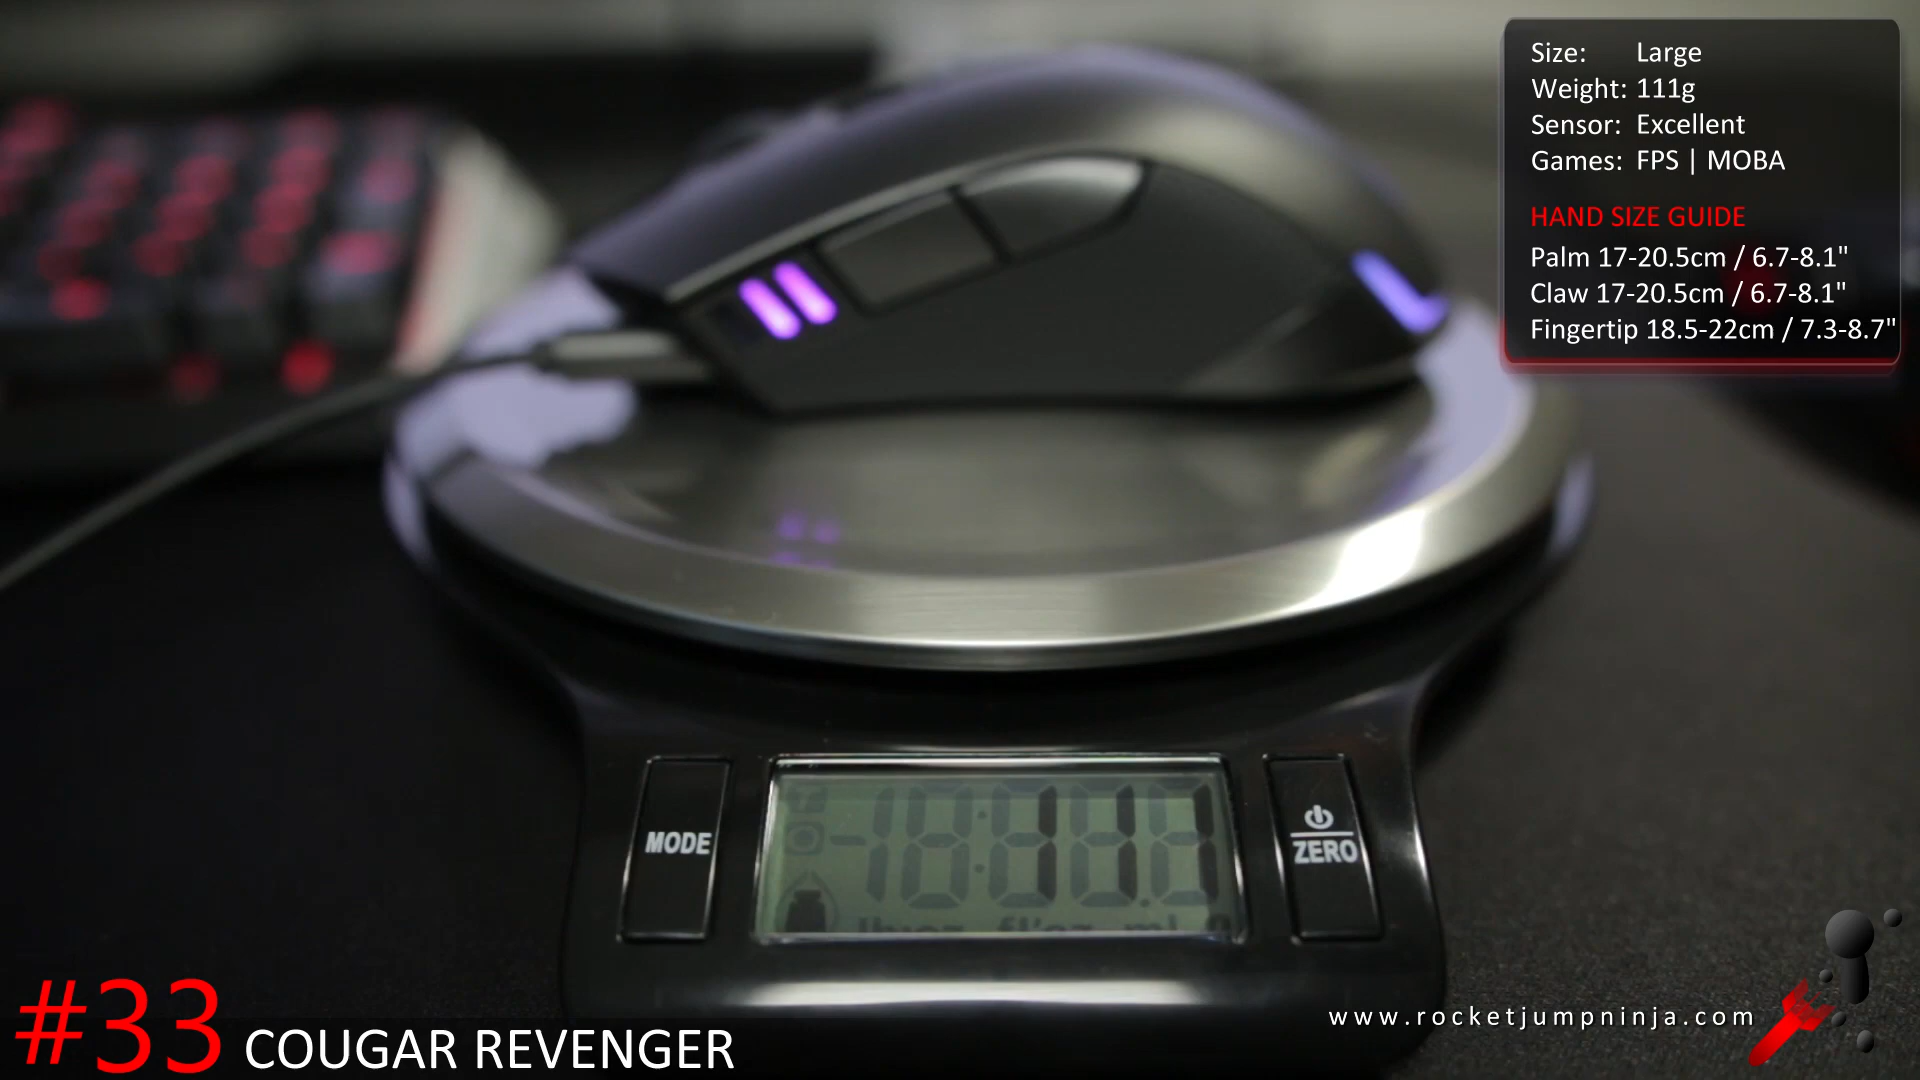 Size: Large
Weight: 111g
Sensor: Excellent
Games: FPS | MOBA
HAND SIZE GUIDE
Palm 17-20.5cm / 6.7-8.1"
Claw 17-20.5cm / 6.7-8.1"
Fingertip 18.5-22cm / 7.3-8.7"
MODE
111
ZERO
#33 COUGAR REVENGER
www.rocketjumpninja.com